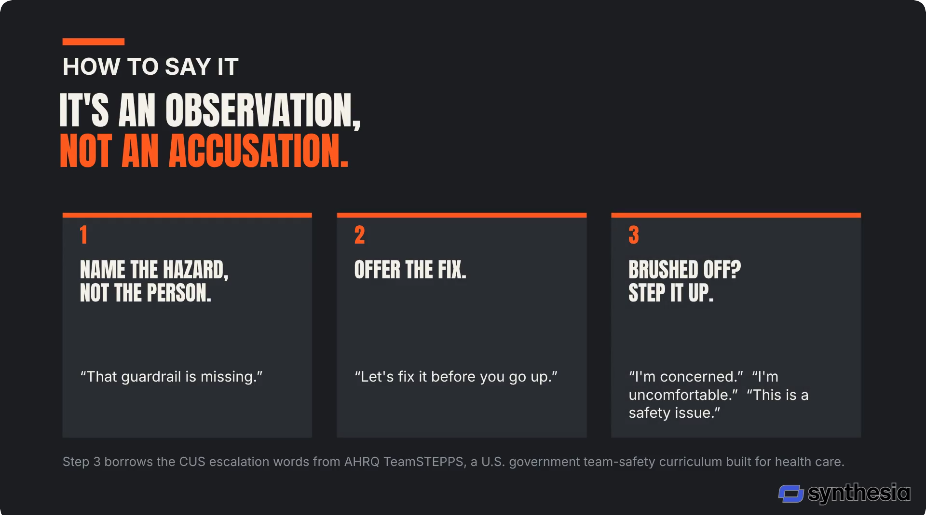 HOW TO SAY IT
IT'S AN OBSERVATION,
NOT AN ACCUSATION.
1
NAME THE HAZARD,
NOT THE PERSON.
“That guardrail is missing.”
2
OFFER THE FIX.
“Let's fix it before you go up.”
3
BRUSHED OFF?
STEP IT UP.
“I'm concerned.” “I'm
uncomfortable.” “This is a
safety issue.”
Step 3 borrows the CUS escalation words from AHRQ TeamSTEPPS, a U.S. government team-safety curriculum built for health care.
synthesia